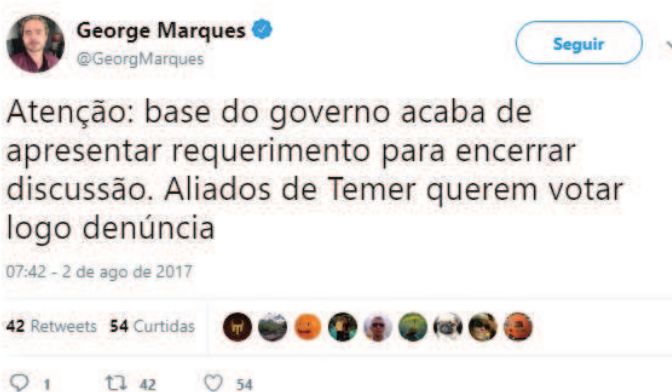 George Marques
@GeorgMarques
Seguir
Atenção: base do governo acaba de
apresentar requerimento para encerrar
discussão. Aliados de Temer querem votar
logo denúncia
07:42 - 2 de ago de 2017
42 Retweets 54 Curtidas
1 42 54